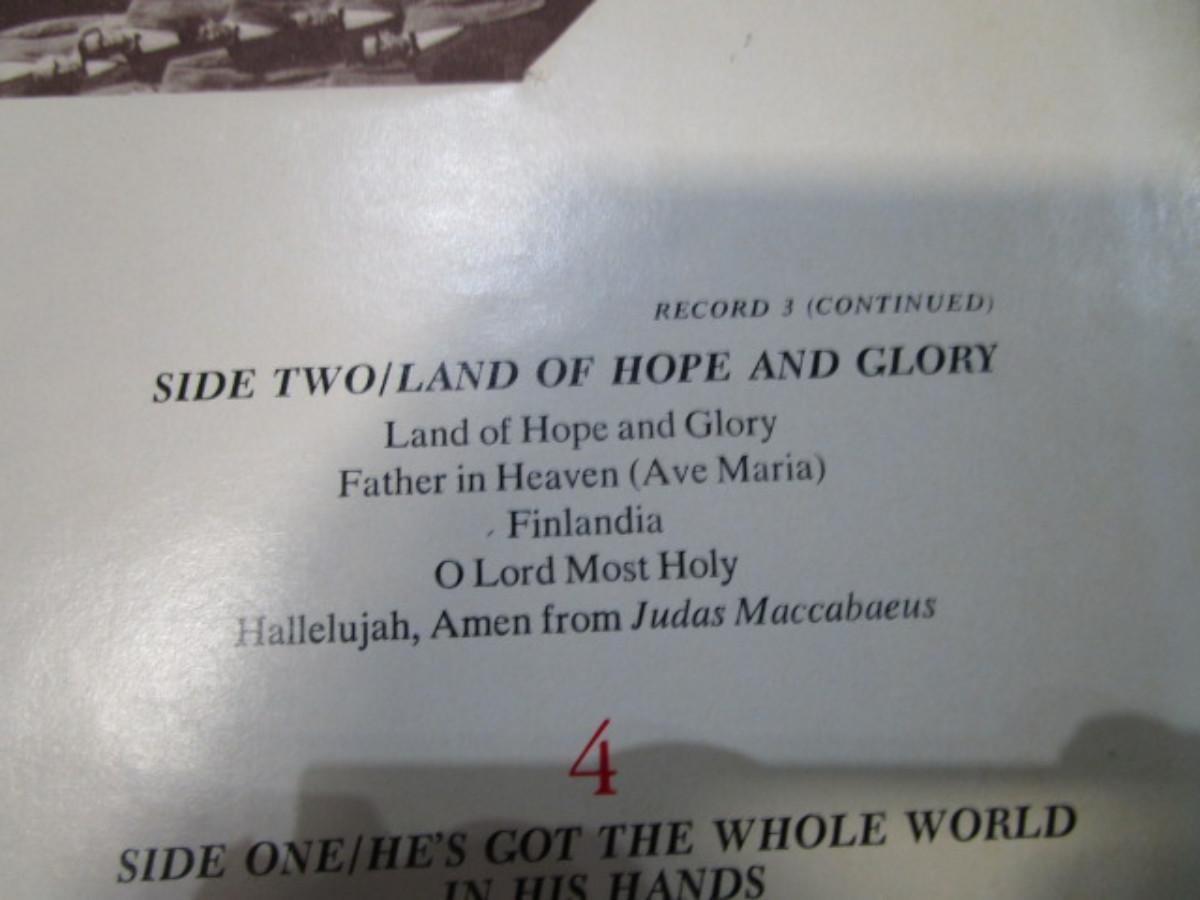 RECORD 3 (CONTINUED)
SIDE TWO/LAND OF HOPE AND GLORY
Land of Hope and Glory
Father in Heaven (Ave Maria)
Finlandia
O Lord Most Holy
Hallelujah, Amen from Judas Maccabaeus
4
SIDE ONE/HE'S GOT THE WHOLE WORLD
IN HIS HANDS